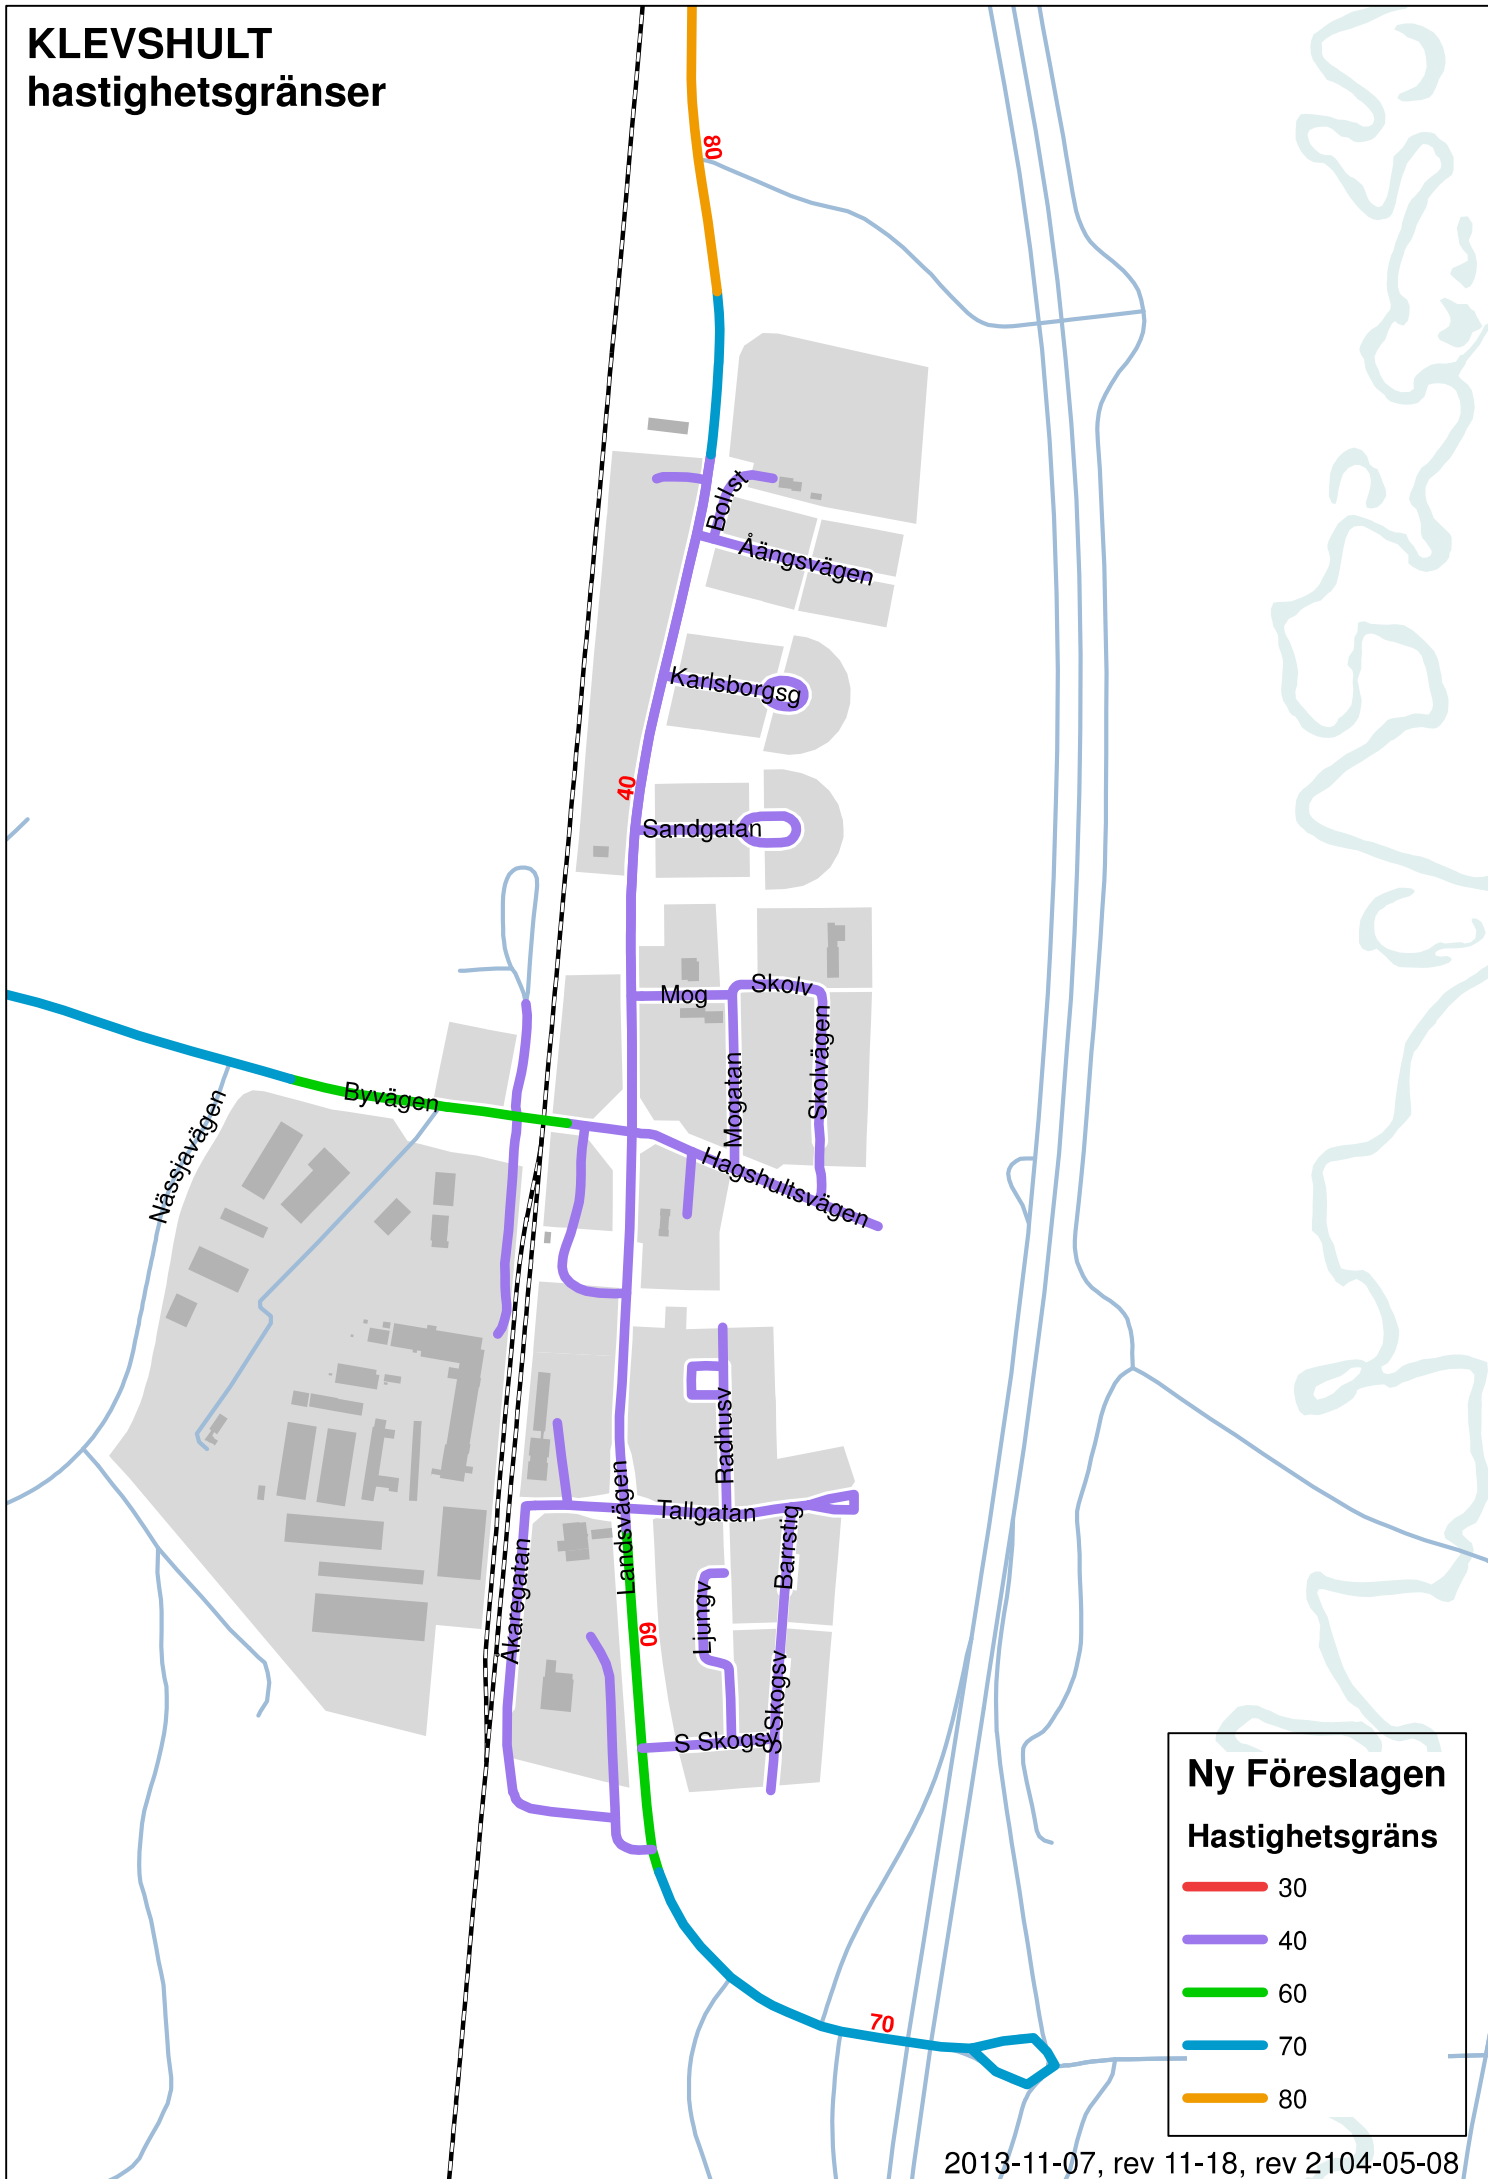 KLEVSHULT
hastighetsgränser
80
Bollst
Åängsvägen
Karlsborgsg
40
Sandgatan
Mog
Skolv
Skolvägen
Mogatan
Byvägen
Nässjavägen
Hagshultsvägen
Radhusv
Landsvägen
Tallgatan
Barrstig
Åkaregatan
Ljungv
60
S Skogsv
S Skogsv
70
Ny Föreslagen
Hastighetsgräns
30
40
60
70
80
2013-11-07, rev 11-18, rev 2104-05-08